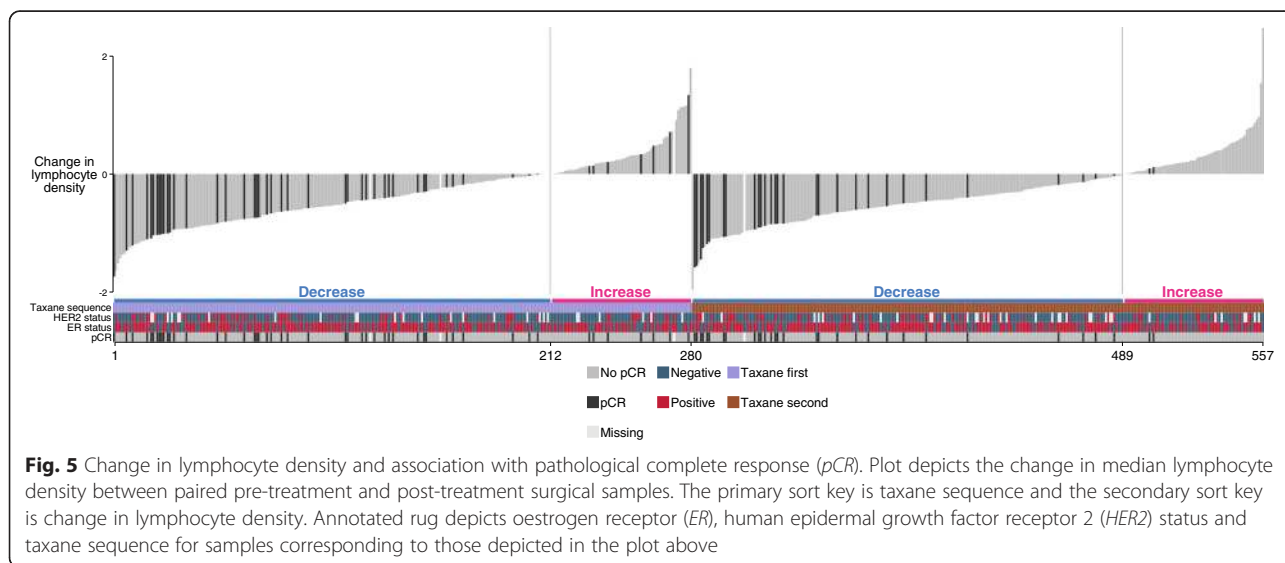 2
Change in
lymphocyte
density
0
-2
Decrease Increase Decrease Increase
Taxane sequence
HER2 status
ER status
pCR
1 212 280 489 557
No pCR Negative Taxane first
pCR Positive Taxane second
Missing
Fig. 5 Change in lymphocyte density and association with pathological complete response (pCR). Plot depicts the change in median lymphocyte
density between paired pre-treatment and post-treatment surgical samples. The primary sort key is taxane sequence and the secondary sort key
is change in lymphocyte density. Annotated rug depicts oestrogen receptor (ER), human epidermal growth factor receptor 2 (HER2) status and
taxane sequence for samples corresponding to those depicted in the plot above